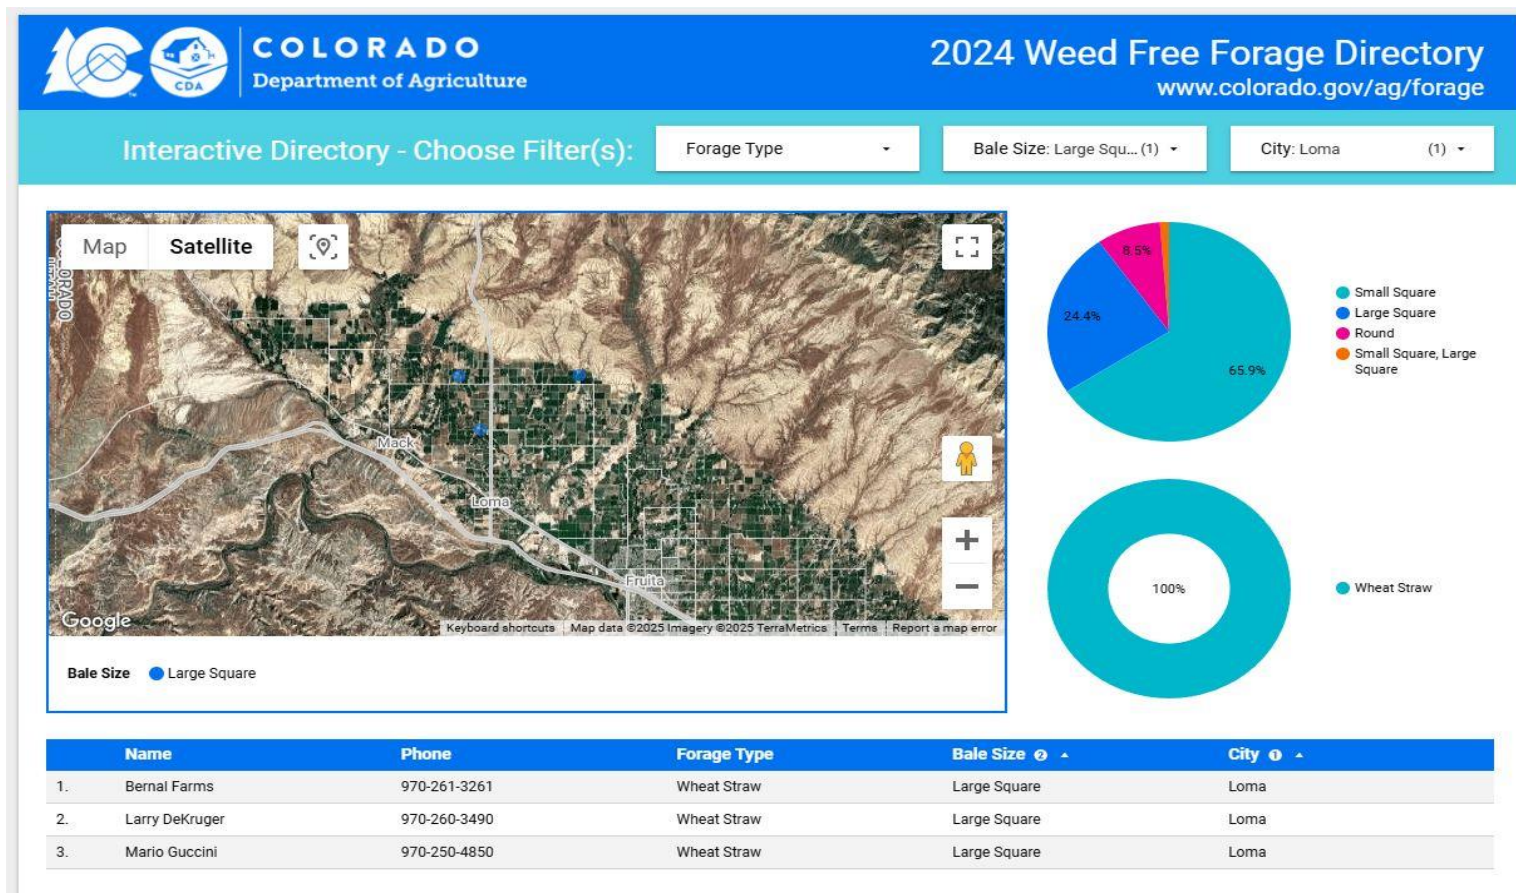 COLORADO
Department of Agriculture
CDA
2024 Weed Free Forage Directory
www.colorado.gov/ag/forage
Interactive Directory - Choose Filter(s):
Forage Type
Bale Size: Large Squ... (1)
City: Loma (1)
Map
Satellite
COLORADO
Mack
Loma
Fruita
Google
Keyboard shortcuts
Map data ©2025 Imagery ©2025 TerraMetrics
Terms
Report a map error
Bale Size
Large Square
8.5%
24.4%
65.9%
Small Square
Large Square
Round
Small Square, Large
Square
100%
Wheat Straw
Name Phone Forage Type Bale Size 2 City 1
1. Bernal Farms 970-261-3261 Wheat Straw Large Square Loma
2. Larry DeKruger 970-260-3490 Wheat Straw Large Square Loma
3. Mario Guccini 970-250-4850 Wheat Straw Large Square Loma